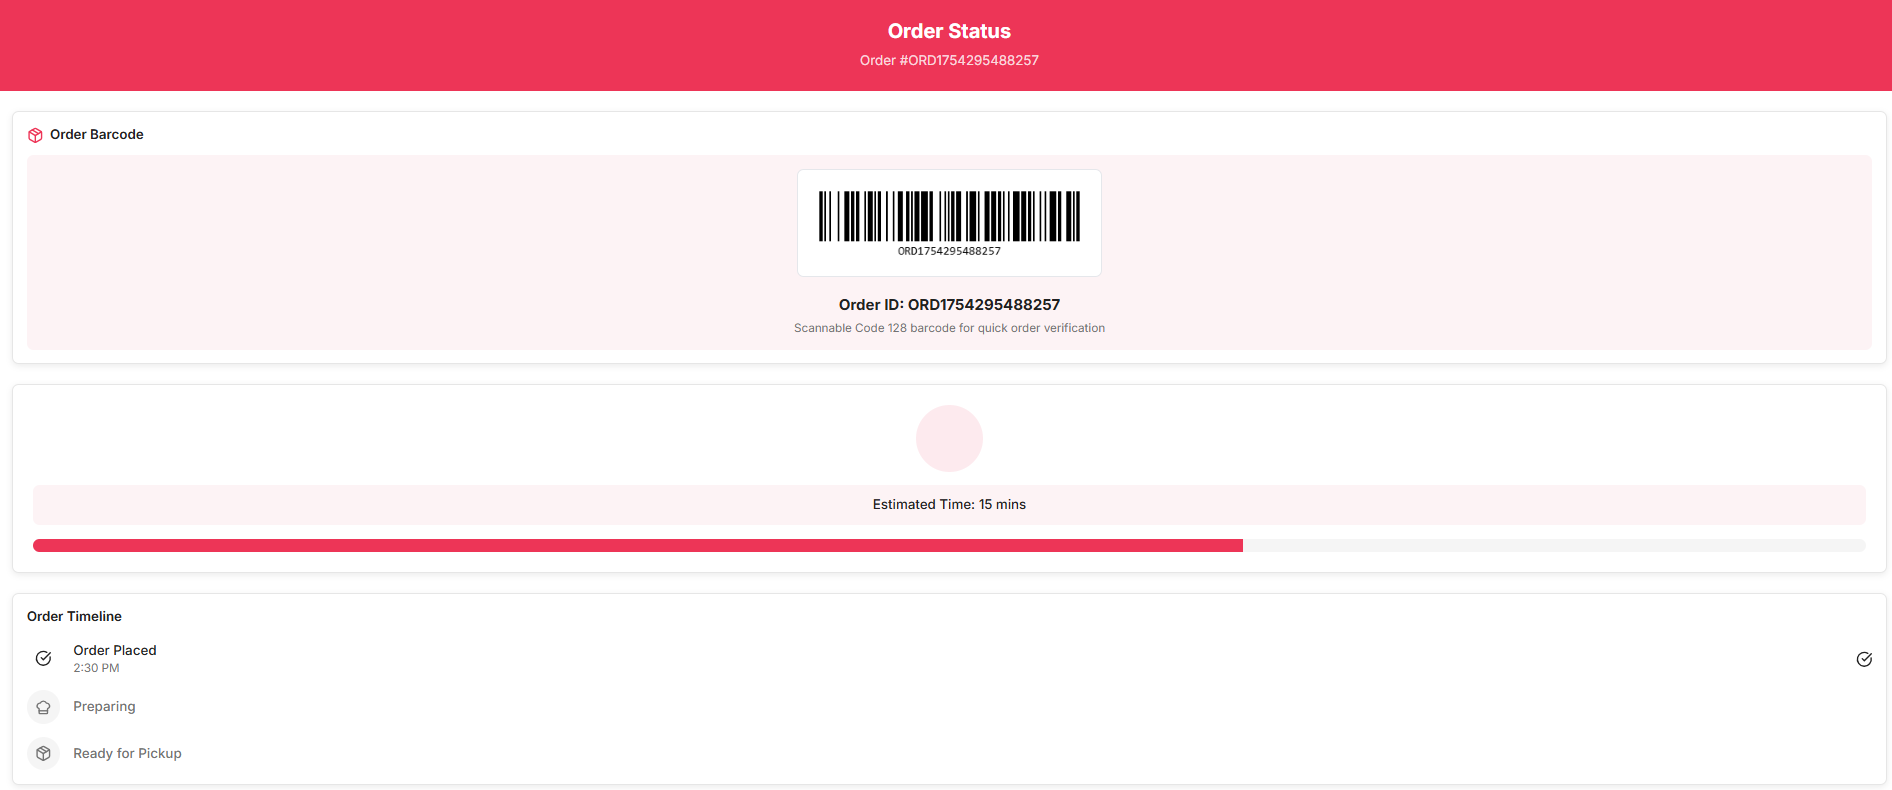 Order Status
Order #ORD1754295488257
Order Barcode
ORD1754295488257
Order ID: ORD1754295488257
Scannable Code 128 barcode for quick order verification
Estimated Time: 15 mins
Order Timeline
Order Placed
2:30 PM
Preparing
Ready for Pickup